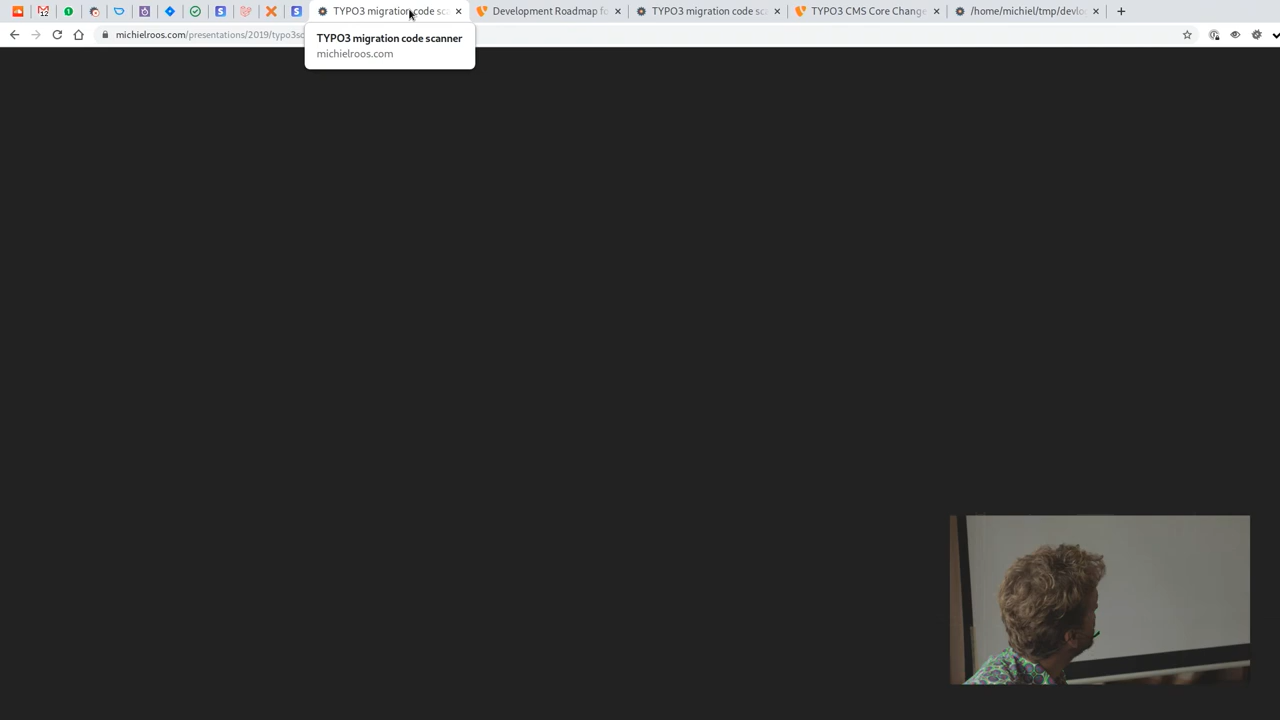 TYPO3 migration code sc
Development Roadmap fo
TYPO3 migration code sc
TYPO3 CMS Core Change
/home/michiel/tmp/devlo
michielroos.com/presentations/2019/typo3sc
TYPO3 migration code scanner
michielroos.com